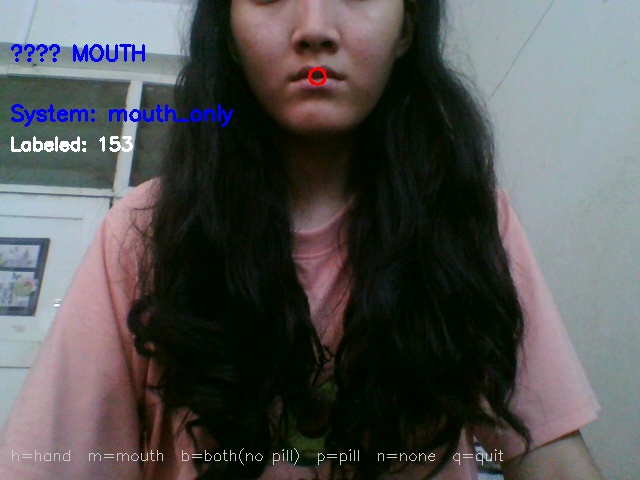 ???? MOUTH
System: mouth_only
Labeled: 153
h=hand m=mouth b=both(no pill) p=pill n=none q=quit